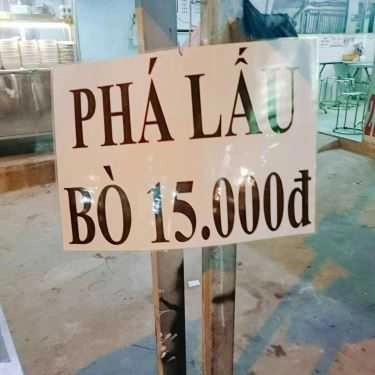 PHÁ LẤU
BÒ 15.000đ